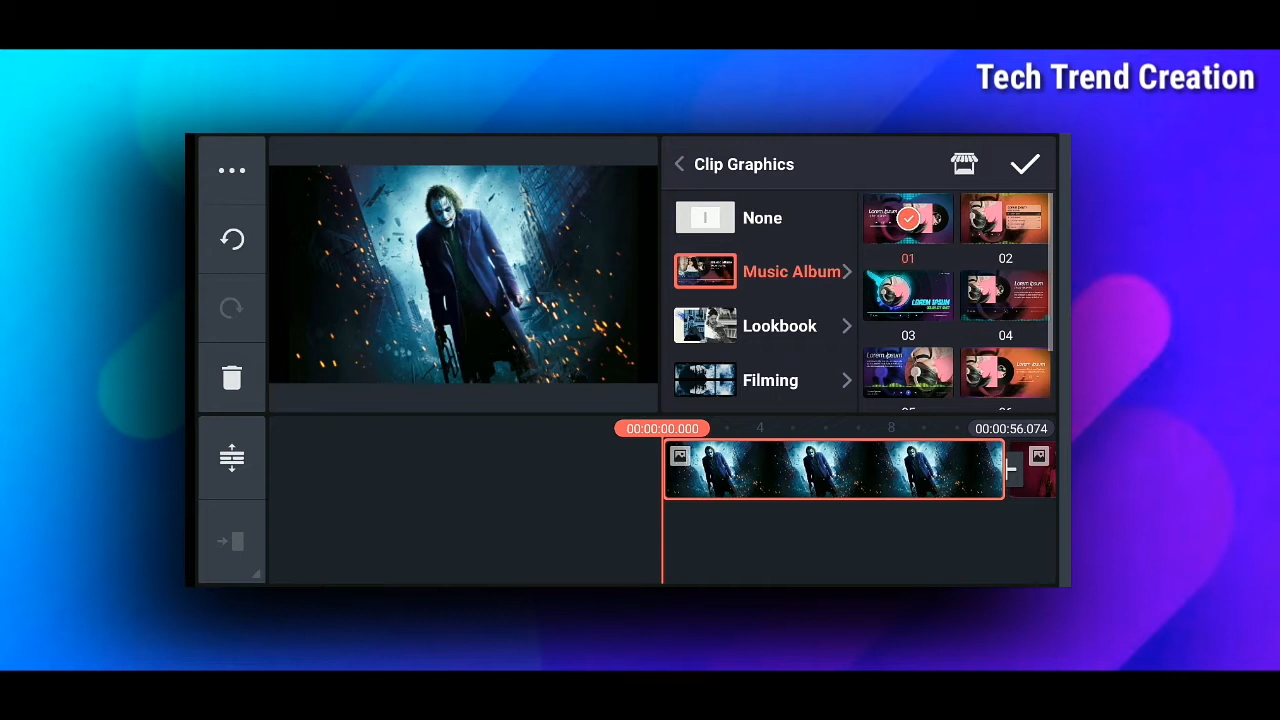 Tech Trend Creation
Clip Graphics
None
Music Album
Lookbook
Filming
01
02
03
04
00:00:00.000
4
8
00:00:56.074